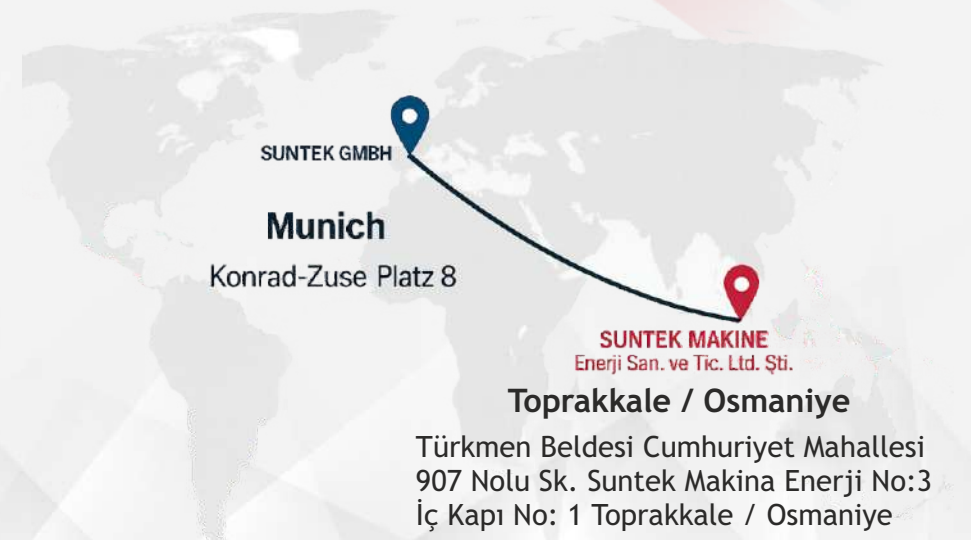 SUNTEK GMBH
Munich
Konrad-Zuse Platz 8
SUNTEK MAKINE
Enerji San. ve Tic. Ltd. Şti.
Toprakkale / Osmaniye
Türkmen Beldesi Cumhuriyet Mahallesi
907 Nolu Sk. Suntek Makina Enerji No:3
İç Kapı No: 1 Toprakkale / Osmaniye